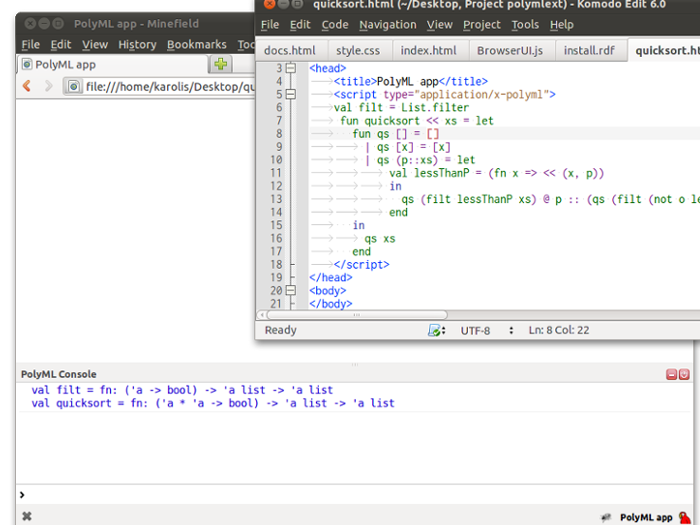 PolyML app - Minefield
File Edit View History Bookmarks
PolyML app
file:///home/karolis/Desktop/qu
quicksort.html (~/Desktop, Project polymlext) - Komodo Edit 6.0
File Edit Code Navigation View Project Tools Help
docs.html style.css index.html BrowserUI.js install.rdf quicksort.ht
3 <head>
4 <title>PolyML app</title>
5 <script type="application/x-polyml">
6 val filt = List.filter
7 fun quicksort << xs = let
8 fun qs [] = []
9 | qs [x] = [x]
10 | qs (p::xs) = let
11 val lessThanP = (fn x => << (x, p))
12 in
13 qs (filt lessThanP xs) @ p :: (qs (filt (not o le
14 end
15 in
16 qs xs
17 end
18 </script>
19 </head>
20 <body>
21 </body>
Ready UTF-8 Ln: 8 Col: 22
PolyML Console
val filt = fn: ('a -> bool) -> 'a list -> 'a list
val quicksort = fn: ('a * 'a -> bool) -> 'a list -> 'a list
›
PolyML app